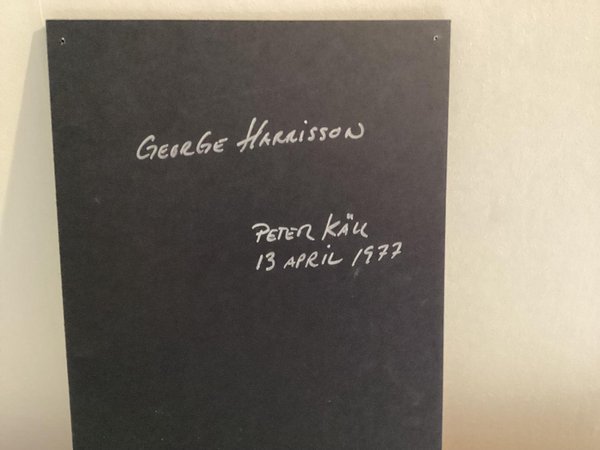 GEORGE HARRISSON
PETER KÄLL
13 APRIL 1977